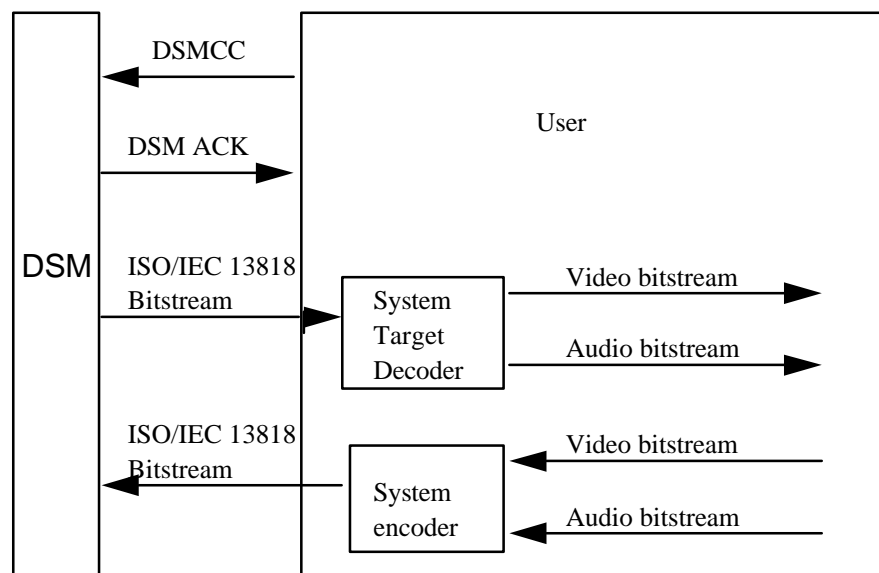 DSMCC
User
DSM ACK
DSM
ISO/IEC 13818
Bitstream
System
Target
Decoder
Video bitstream
Audio bitstream
ISO/IEC 13818
Bitstream
System
encoder
Video bitstream
Audio bitstream